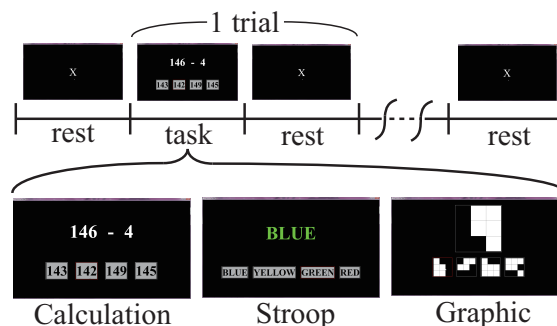 1 trial
X
146 - 4
143 142 149 145
X
X
rest
task
rest
rest
146 - 4
143 142 149 145
BLUE
BLUE YELLOW GREEN RED
Calculation
Stroop
Graphic